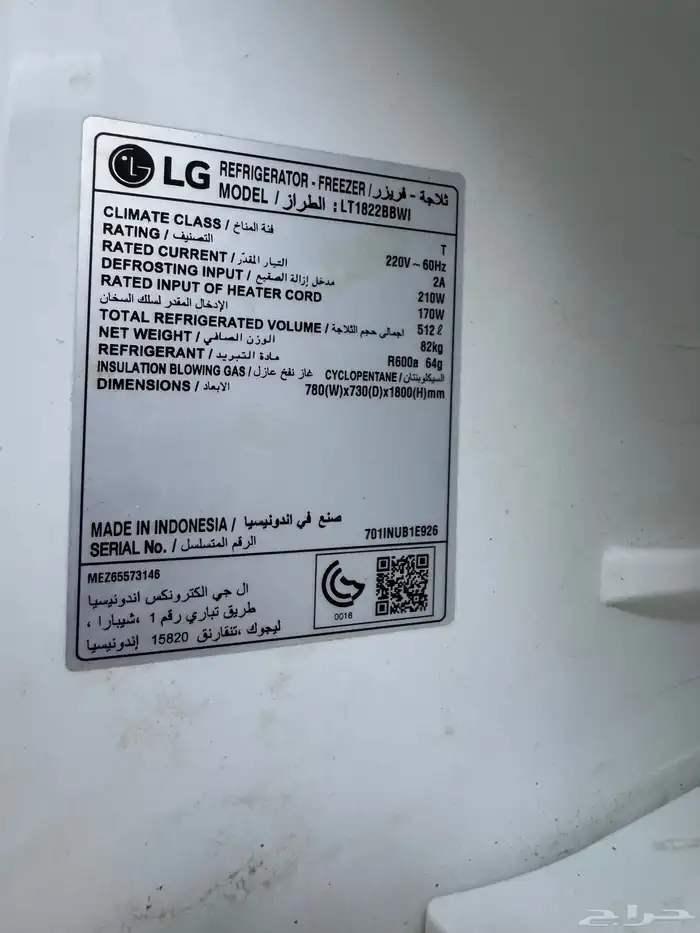 LG REFRIGERATOR - FREEZER / ثلاجة - فريزر
MODEL / الطراز : LT1822BBWI
CLIMATE CLASS / فئة المناخ T
RATING / التصنيف 220V ~ 60Hz
RATED CURRENT / التيار المقدّر 2A
DEFROSTING INPUT / مدخل إزالة الصقيع 210W
RATED INPUT OF HEATER CORD
الإدخال المقدر لسلك السخان 170W
TOTAL REFRIGERATED VOLUME / اجمالي حجم الثلاجة 512 ℓ
NET WEIGHT / الوزن الصافي 82kg
REFRIGERANT / مادة التبريد R600a 64g
INSULATION BLOWING GAS / غاز نفخ عازل CYCLOPENTANE / السيكلوبنتان
DIMENSIONS / الابعاد 780(W)x730(D)x1800(H)mm
MADE IN INDONESIA / صنع في اندونيسيا
SERIAL No. / الرقم المتسلسل 701INUB1E926
MEZ65573146
ال جي الكترونكس اندونيسيا
طريق تباري رقم 1 ،شيبارا ،
ليجوك ،تنقارنق 15820 إندونيسيا
0018
حراج